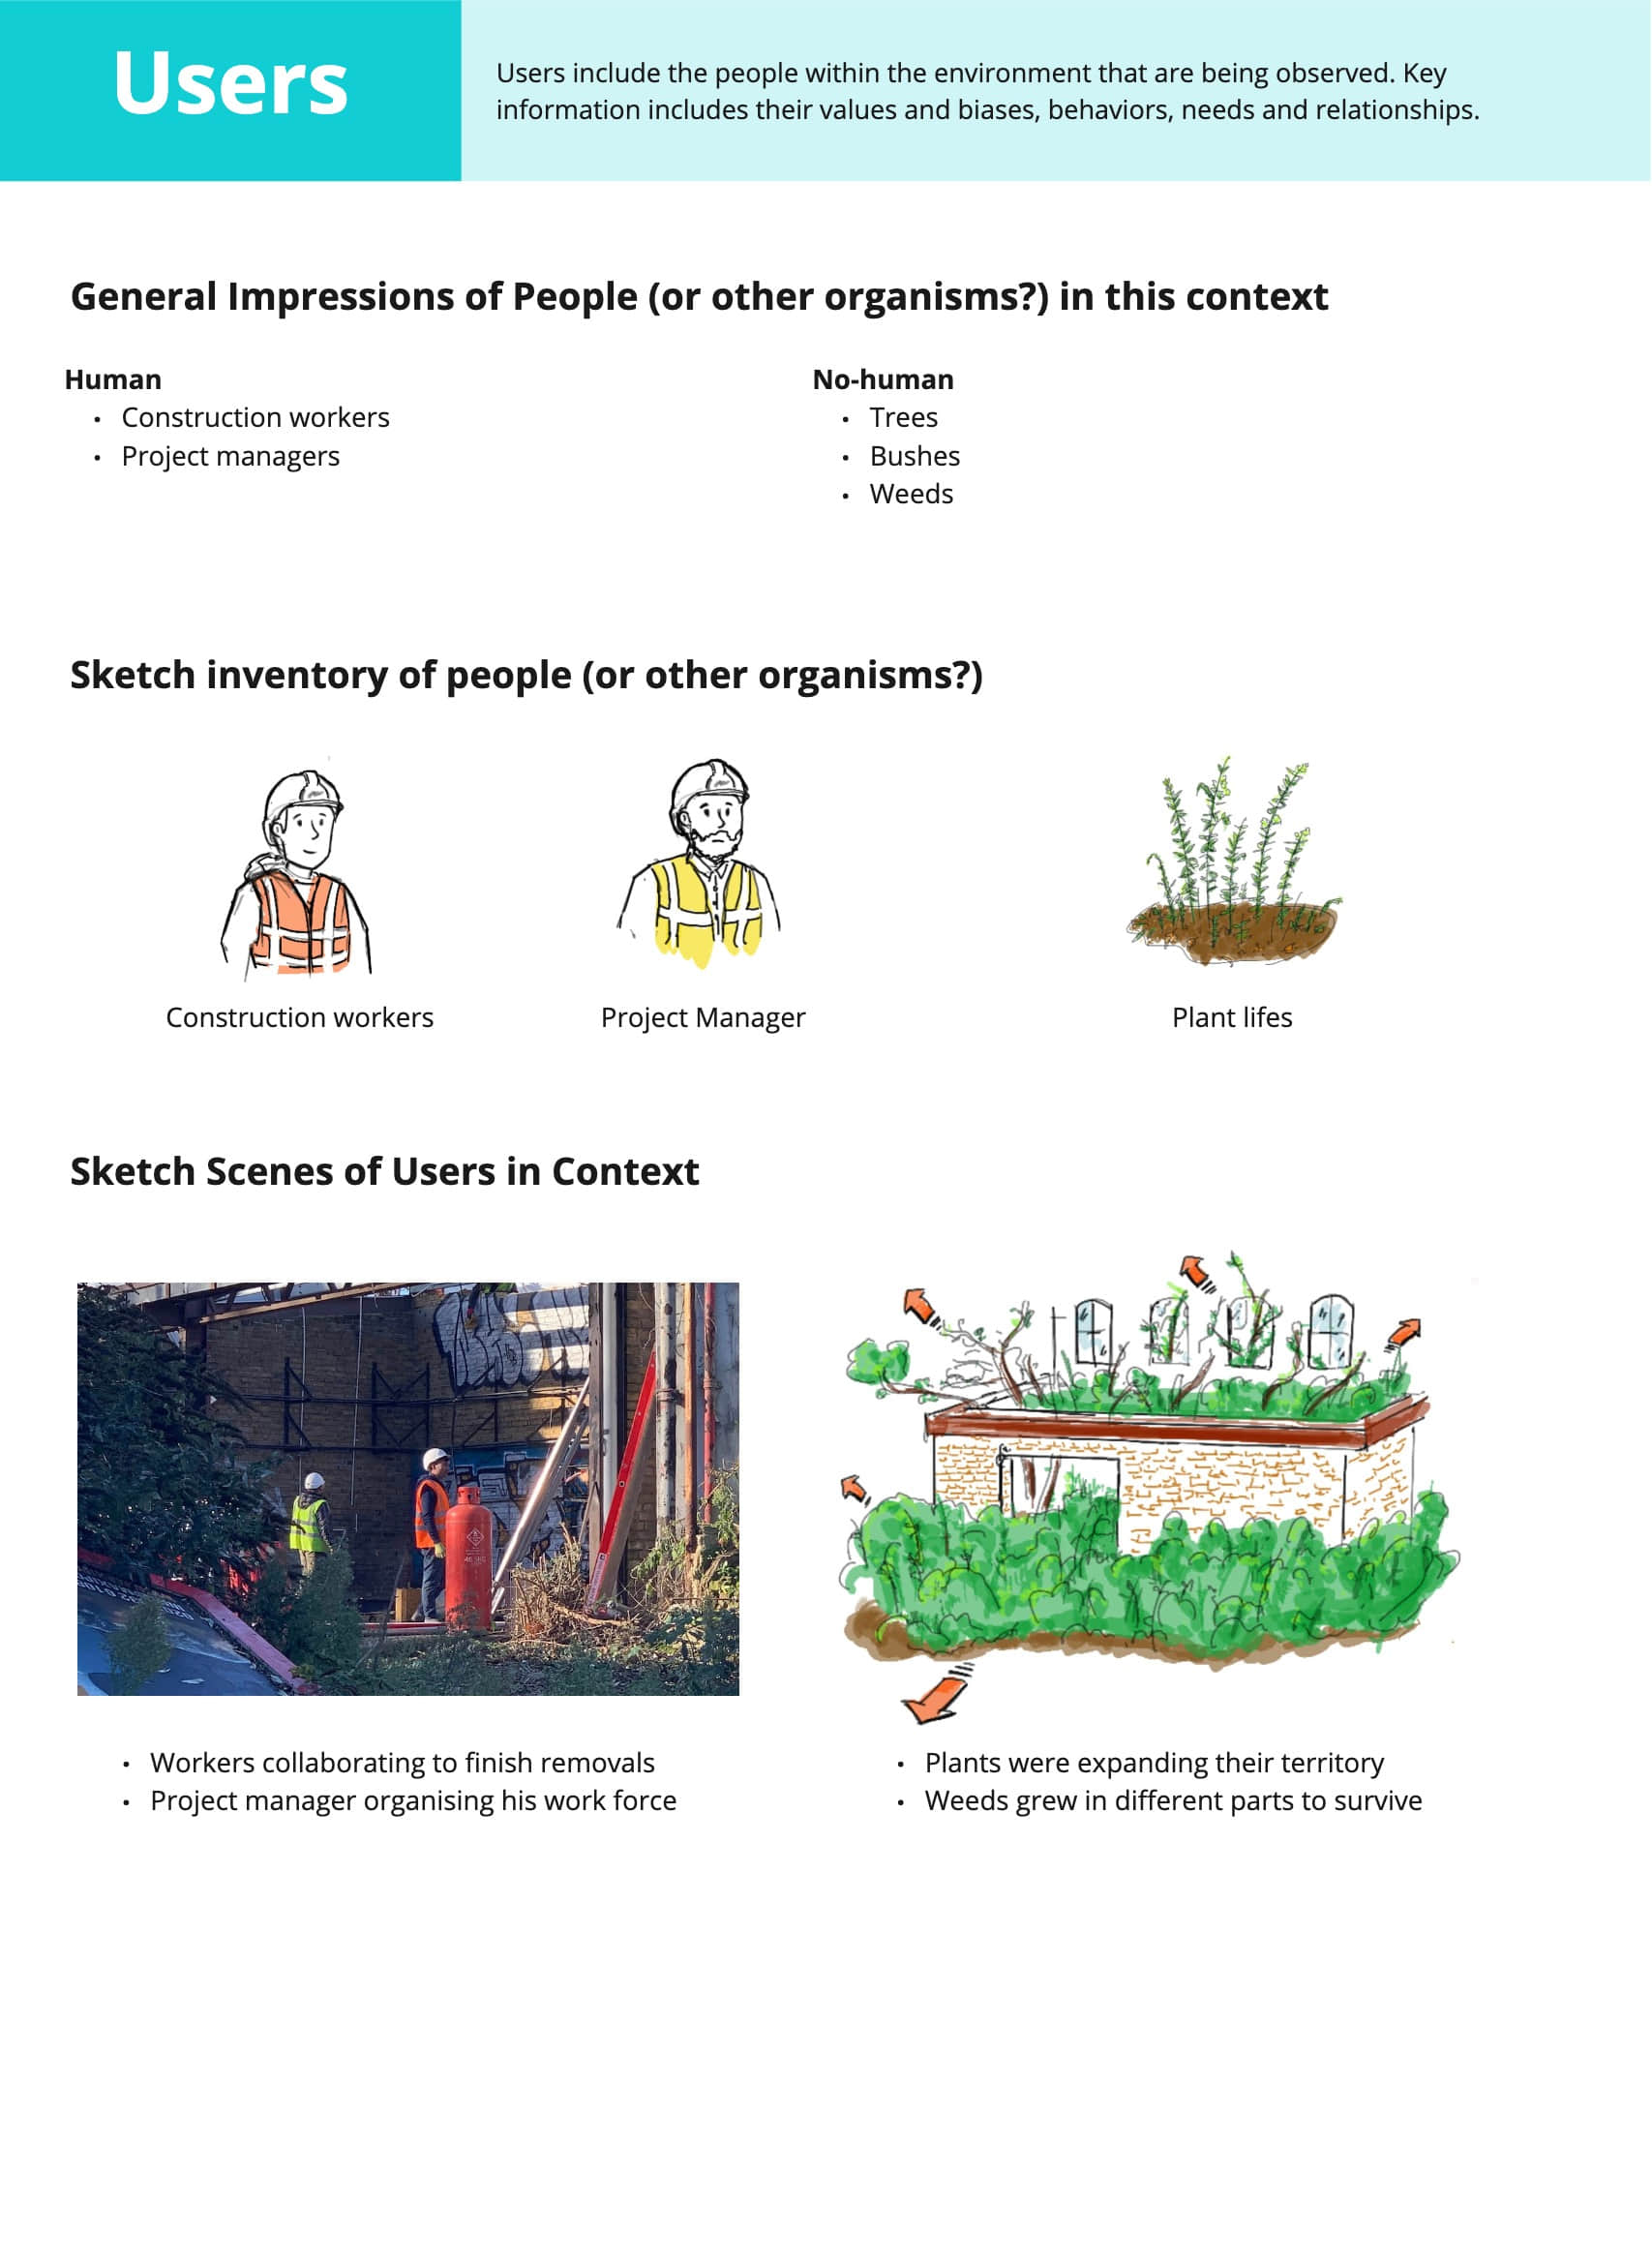 Users
Users include the people within the environment that are being observed. Key
information includes their values and biases, behaviors, needs and relationships.
General Impressions of People (or other organisms?) in this context
Human
• Construction workers
• Project managers
No-human
• Trees
• Bushes
• Weeds
Sketch inventory of people (or other organisms?)
Construction workers
Project Manager
Plant lifes
Sketch Scenes of Users in Context
• Workers collaborating to finish removals
• Project manager organising his work force
• Plants were expanding their territory
• Weeds grew in different parts to survive